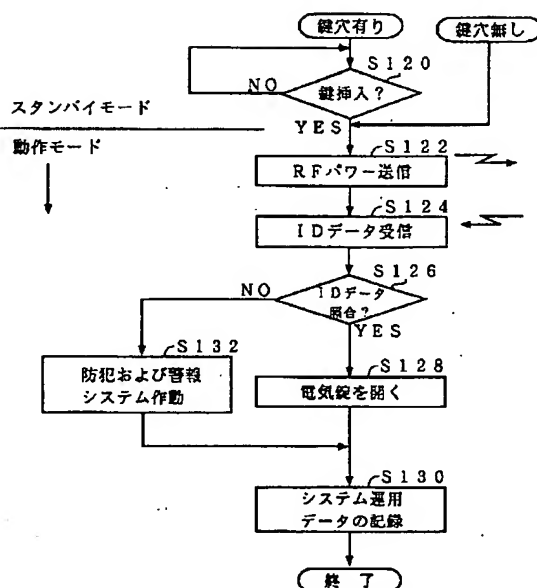 鍵穴有り
鍵穴無し
S120
NO
鍵挿入?
スタンバイモード
YES
動作モード
S122
RFパワー送信
S124
IDデータ受信
S126
NO
IDデータ
照合?
YES
S132
S128
防犯および警報
システム作動
電気錠を開く
S130
システム運用
データの記録
終了